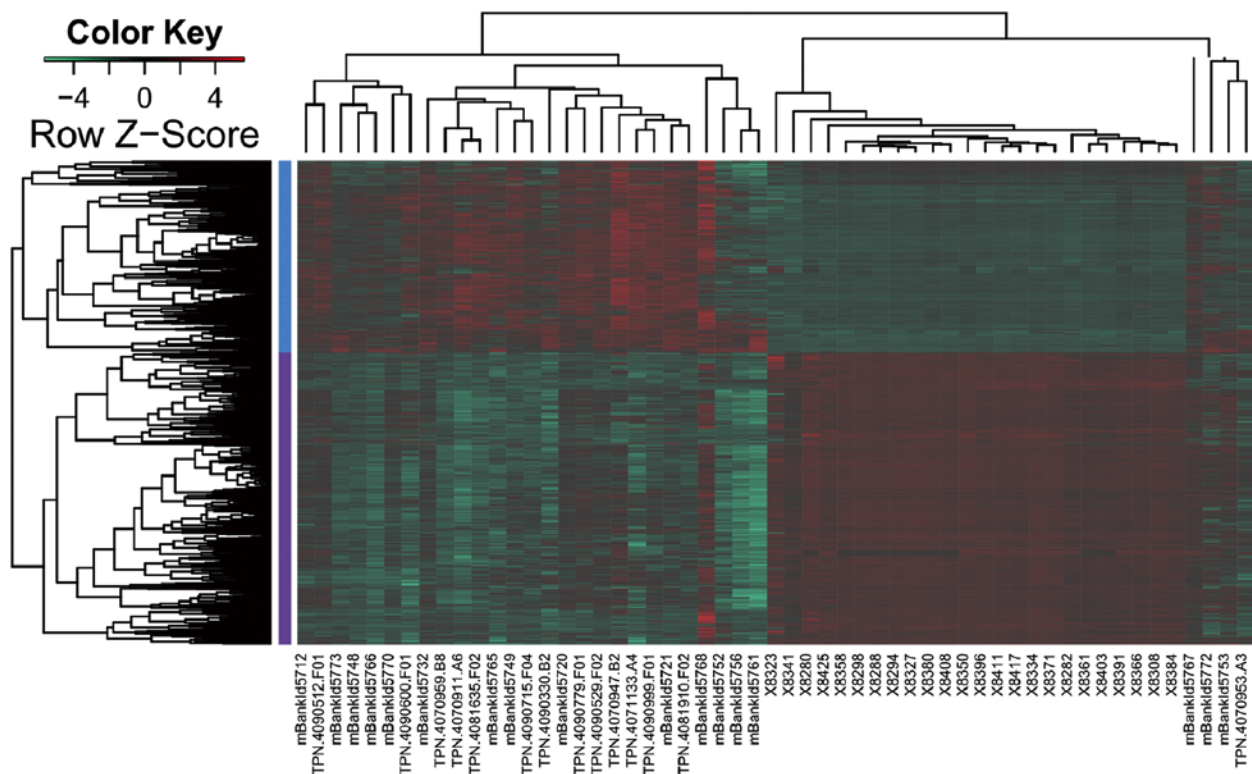 Color Key
−4 0 4
Row Z−Score
mBankId5712
TPN.4090512.F01
mBankId5773
mBankId5748
mBankId5766
mBankId5770
TPN.4090600.F01
mBankId5732
TPN.4070959.B8
TPN.4070911.A6
TPN.4081635.F02
mBankId5765
mBankId5749
TPN.4090715.F04
TPN.4090330.B2
mBankId5720
TPN.4090779.F01
TPN.4090529.F02
TPN.4070947.B2
TPN.4071133.A4
TPN.4090999.F01
mBankId5721
TPN.4081910.F02
mBankId5768
mBankId5752
mBankId5756
mBankId5761
X8323
X8341
X8280
X8425
X8358
X8298
X8288
X8294
X8327
X8380
X8408
X8350
X8396
X8411
X8417
X8334
X8371
X8282
X8361
X8403
X8391
X8366
X8308
X8384
mBankId5767
mBankId5772
mBankId5753
TPN.4070953.A3